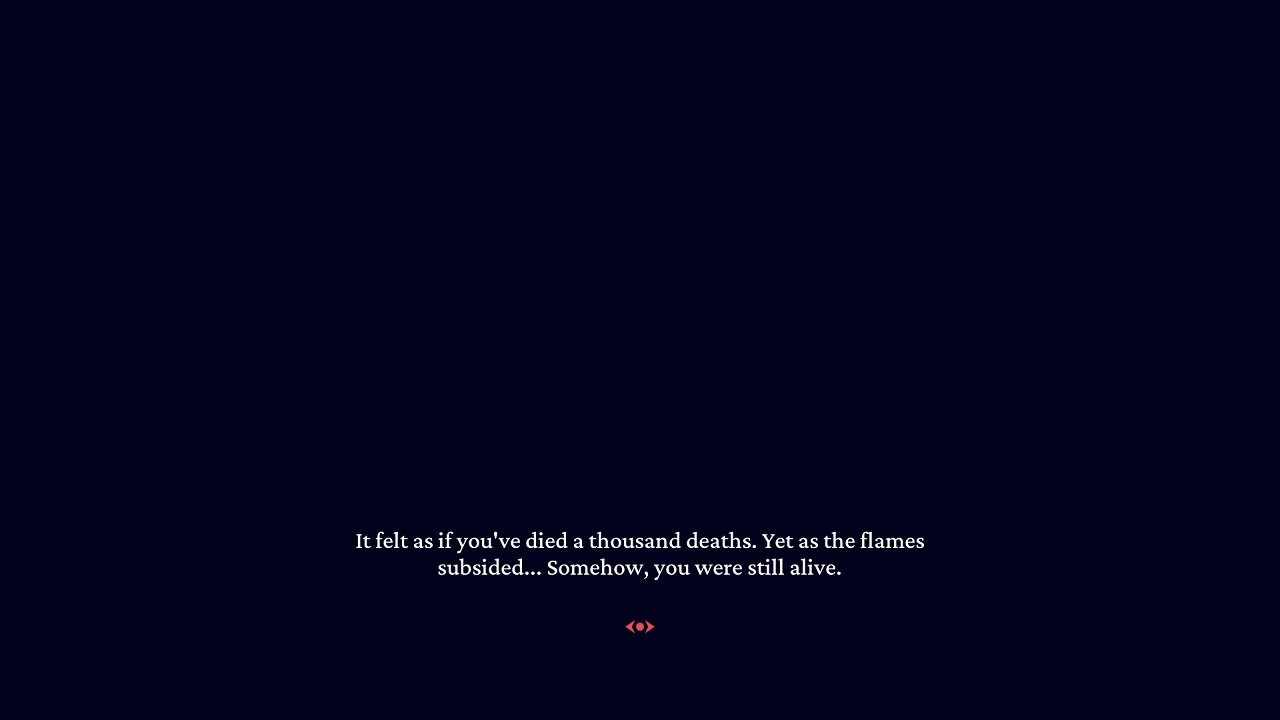 It felt as if you've died a thousand deaths. Yet as the flames
subsided... Somehow, you were still alive.